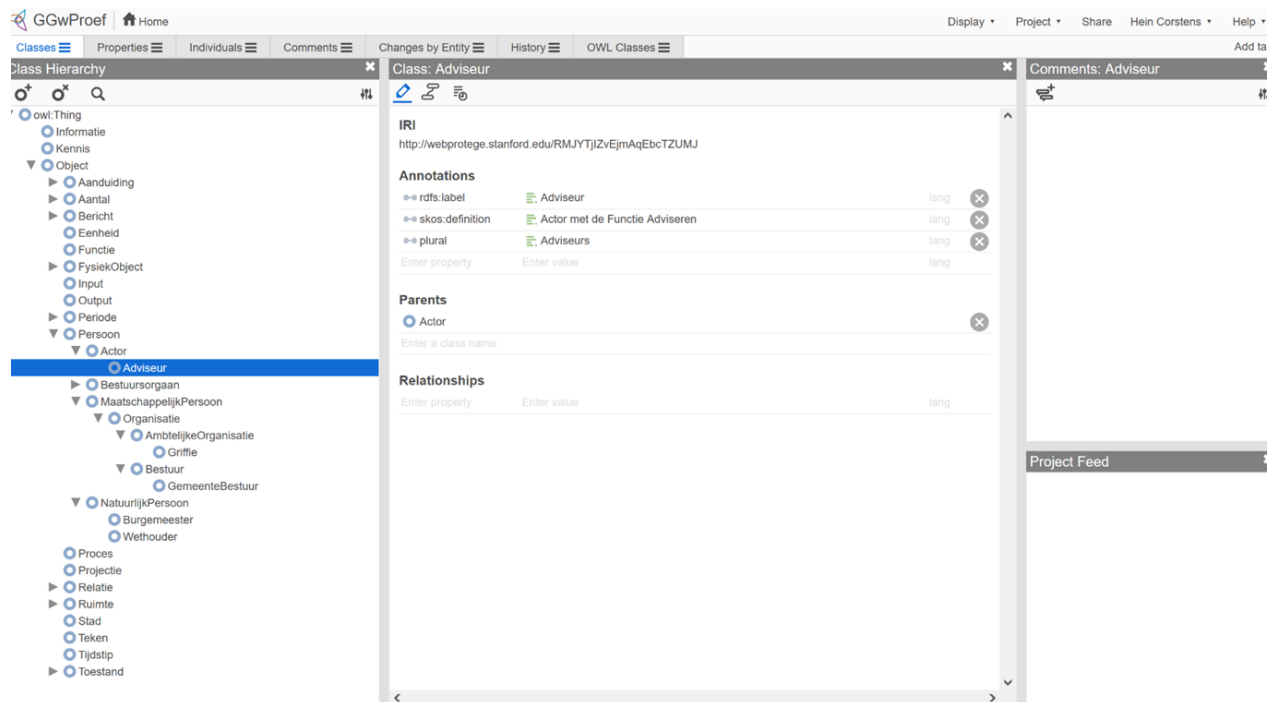 GGwProef Home Display Project Share Hein Corstens Help
Classes Properties Individuals Comments Changes by Entity History OWL Classes Add ta
Class Hierarchy
owl:Thing
Informatie
Kennis
Object
Aanduiding
Aantal
Bericht
Eenheid
Functie
FysiekObject
Input
Output
Periode
Persoon
Actor
Adviseur
Bestuursorgaan
MaatschappelijkPersoon
Organisatie
AmbtelijkeOrganisatie
Griffie
Bestuur
GemeenteBestuur
NatuurlijkPersoon
Burgemeester
Wethouder
Proces
Projectie
Relatie
Ruimte
Stad
Teken
Tijdstip
Toestand
Class: Adviseur
IRI
http://webprotege.stanford.edu/RMJYTjIZvEjmAqEbcTZUMJ
Annotations
rdfs:label Adviseur lang
skos:definition Actor met de Functie Adviseren lang
plural Adviseurs lang
Enter property Enter value lang
Parents
Actor
Enter a class name
Relationships
Enter property Enter value lang
Comments: Adviseur
Project Feed